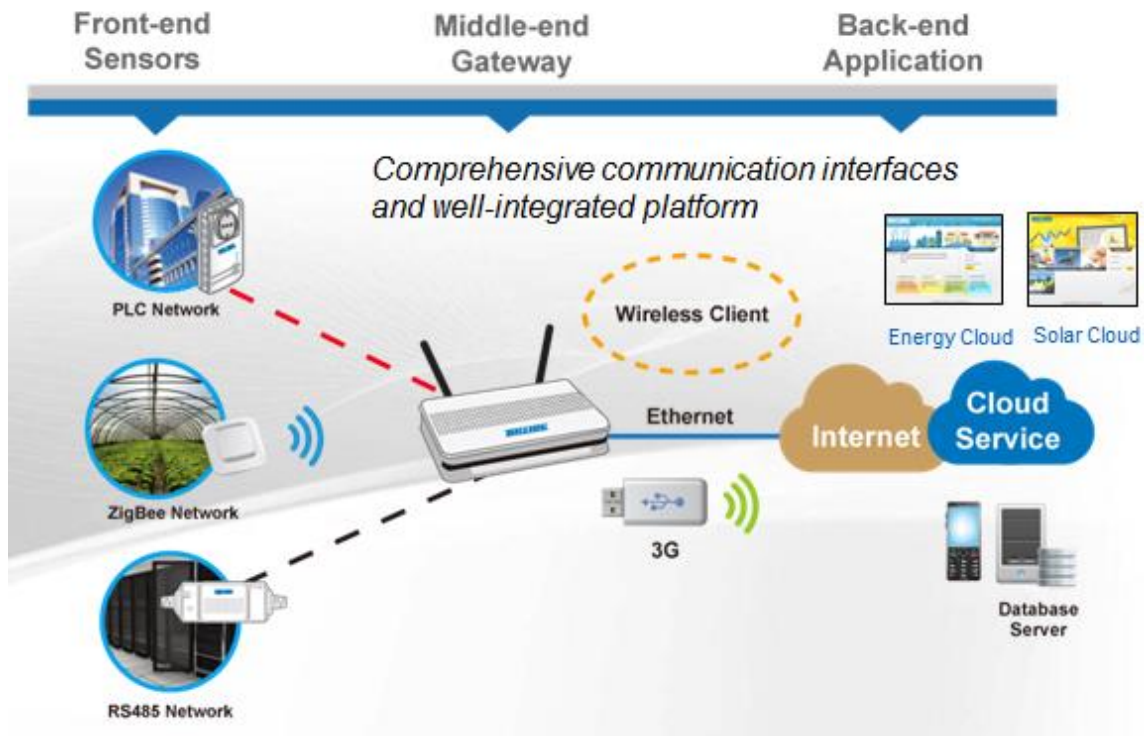 Front-end
Sensors
Middle-end
Gateway
Back-end
Application
Comprehensive communication interfaces
and well-integrated platform
PLC Network
Wireless Client
Energy Cloud
Solar Cloud
Ethernet
Internet
Cloud
Service
ZigBee Network
3G
Database
Server
RS485 Network